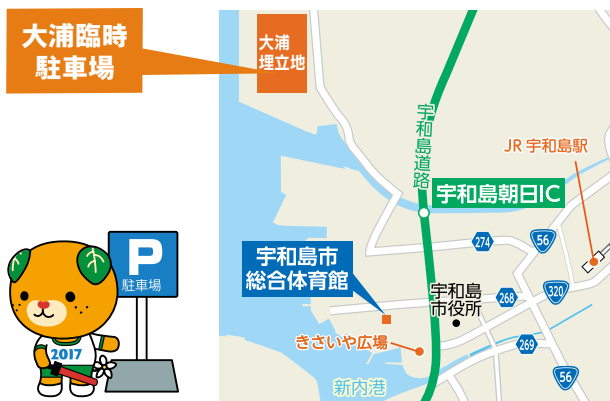 大浦臨時
駐車場
大浦
埋立地
宇和島道路
JR 宇和島駅
宇和島朝日IC
274
56
宇和島市
総合体育館
P
駐車場
宇和島
市役所
268
320
きさいや広場
269
2017
新内港
56